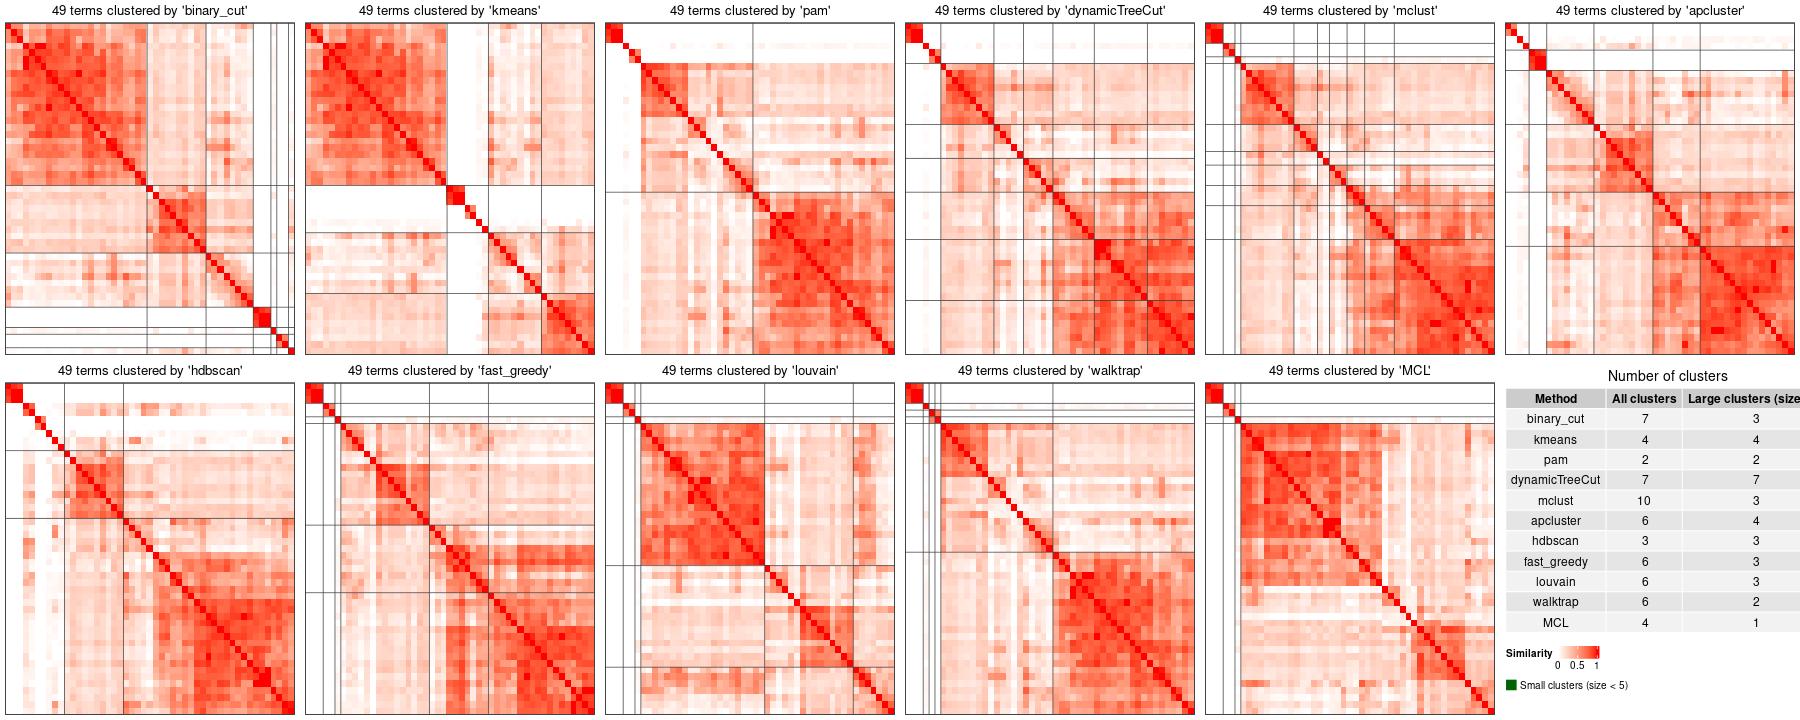 49 terms clustered by 'binary_cut'
49 terms clustered by 'kmeans'
49 terms clustered by 'pam'
49 terms clustered by 'dynamicTreeCut'
49 terms clustered by 'mclust'
49 terms clustered by 'apcluster'
49 terms clustered by 'hdbscan'
49 terms clustered by 'fast_greedy'
49 terms clustered by 'louvain'
49 terms clustered by 'walktrap'
49 terms clustered by 'MCL'
Number of clusters
Method All clusters Large clusters (size
binary_cut 7 3
kmeans 4 4
pam 2 2
dynamicTreeCut 7 7
mclust 10 3
apcluster 6 4
hdbscan 3 3
fast_greedy 6 3
louvain 6 3
walktrap 6 2
MCL 4 1
Similarity
0 0.5 1
Small clusters (size < 5)